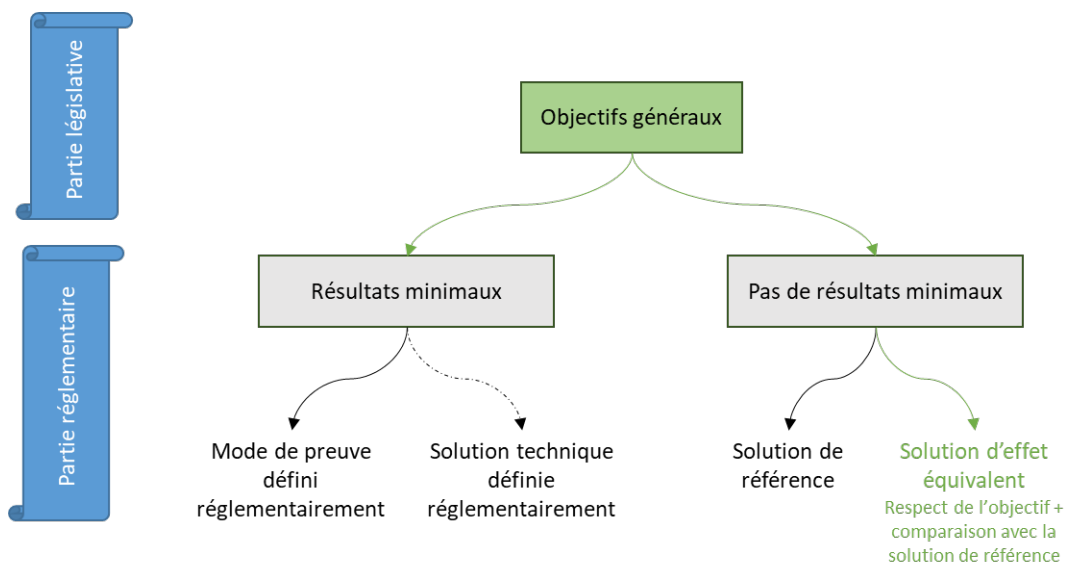 Partie législative
Objectifs généraux
Partie réglementaire
Résultats minimaux
Pas de résultats minimaux
Mode de preuve
défini
réglementairement
Solution technique
définie
réglementairement
Solution de
référence
Solution d’effet
équivalent
Respect de l’objectif +
comparaison avec la
solution de référence